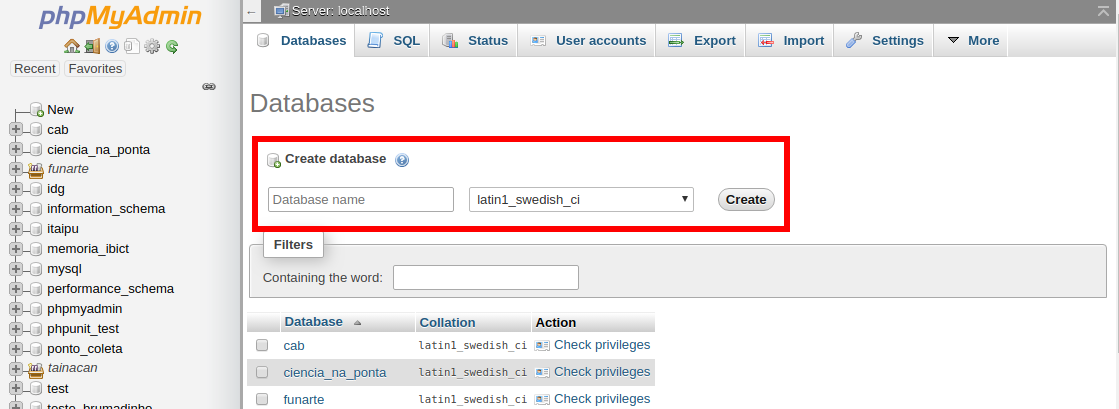 phpMyAdmin
Recent Favorites
New
cab
ciencia_na_ponta
funarte
idg
information_schema
itaipu
memoria_ibict
mysql
performance_schema
phpmyadmin
phpunit_test
ponto_coleta
tainacan
test
teste_brumadinho
Server: localhost
Databases SQL Status User accounts Export Import Settings More
Databases
Create database
Database name latin1_swedish_ci Create
Filters
Containing the word:
Database Collation Action
cab latin1_swedish_ci Check privileges
ciencia_na_ponta latin1_swedish_ci Check privileges
funarte latin1_swedish_ci Check privileges